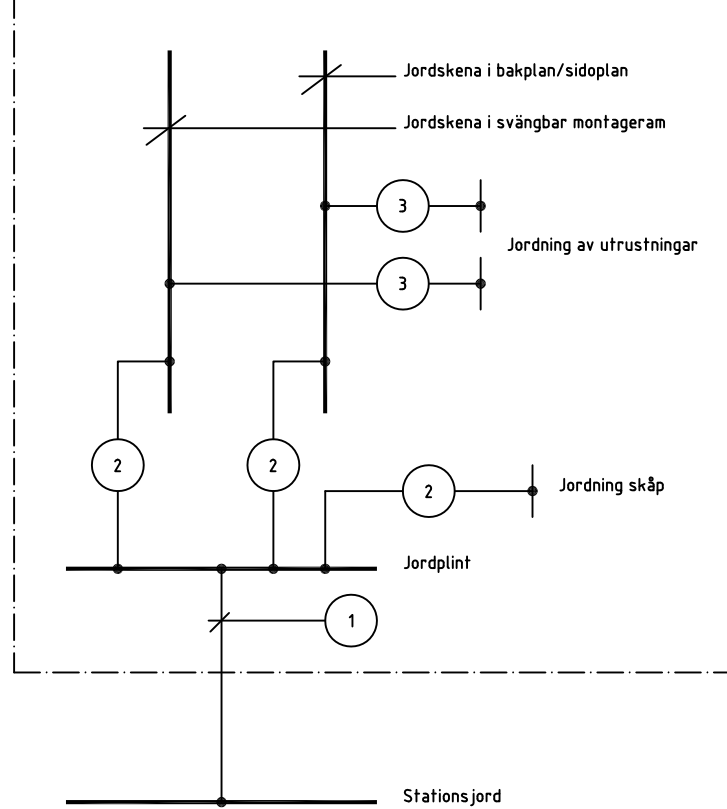 Jordskena i bakplan/sidoplan
Jordskena i svängbar montageram
3
Jordning av utrustningar
3
2
2
2
Jordning skåp
Jordplint
1
Stationsjord